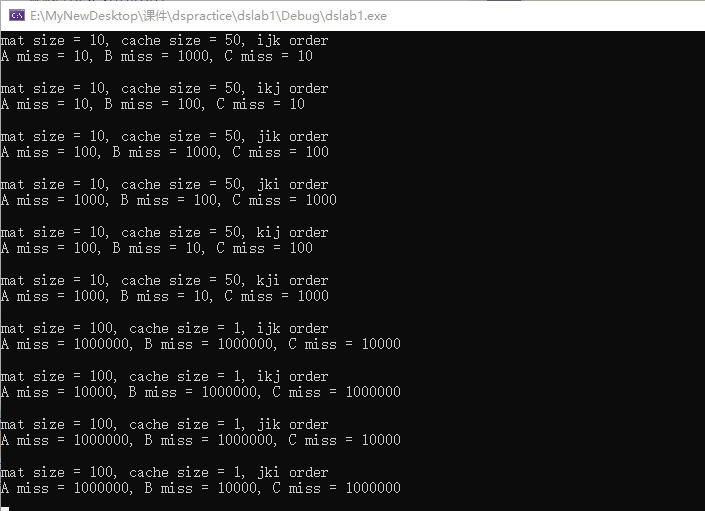 E:\MyNewDesktop\课件\dspractice\dslab1\Debug\dslab1.exe
mat size = 10, cache size = 50, ijk order
A miss = 10, B miss = 1000, C miss = 10
mat size = 10, cache size = 50, ikj order
A miss = 10, B miss = 100, C miss = 10
mat size = 10, cache size = 50, jik order
A miss = 100, B miss = 1000, C miss = 100
mat size = 10, cache size = 50, jki order
A miss = 1000, B miss = 100, C miss = 1000
mat size = 10, cache size = 50, kij order
A miss = 100, B miss = 10, C miss = 100
mat size = 10, cache size = 50, kji order
A miss = 1000, B miss = 10, C miss = 1000
mat size = 100, cache size = 1, ijk order
A miss = 1000000, B miss = 1000000, C miss = 10000
mat size = 100, cache size = 1, ikj order
A miss = 10000, B miss = 1000000, C miss = 1000000
mat size = 100, cache size = 1, jik order
A miss = 1000000, B miss = 1000000, C miss = 10000
mat size = 100, cache size = 1, jki order
A miss = 1000000, B miss = 10000, C miss = 1000000